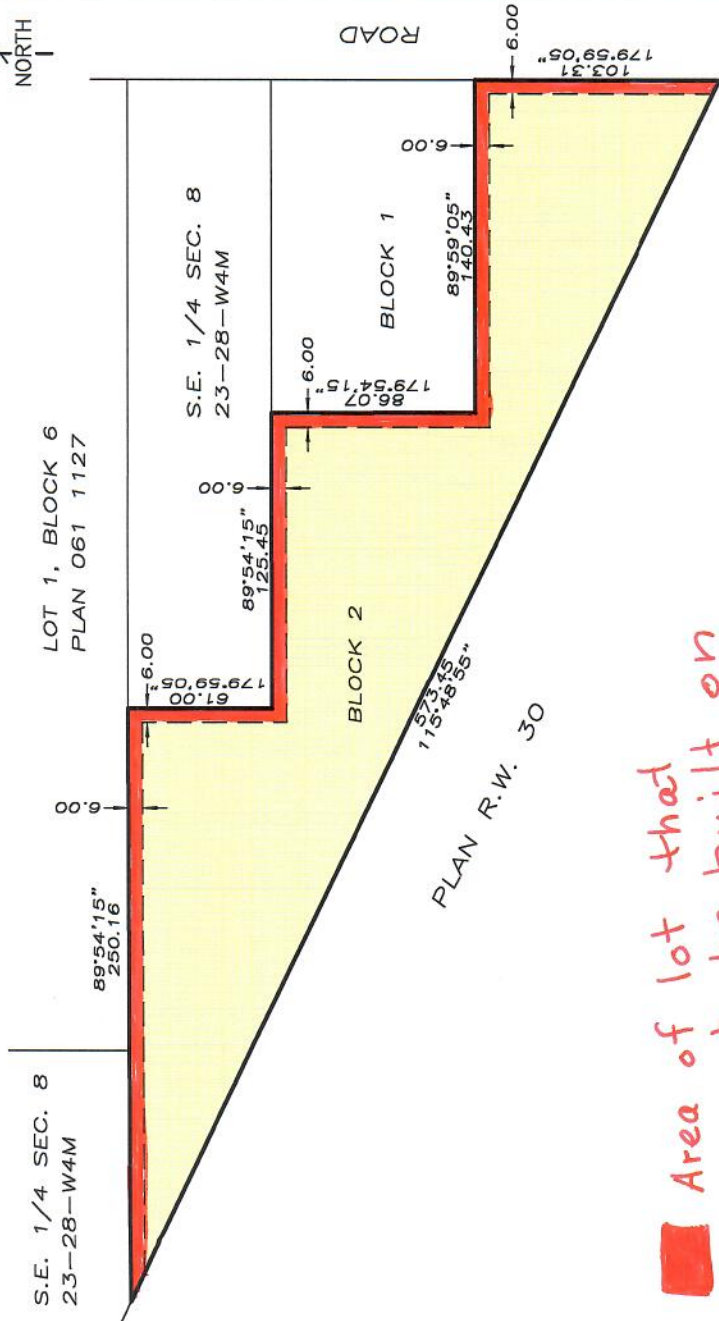 NORTH
ROAD
LOT 1, BLOCK 6
PLAN 061 1127
S.E. 1/4 SEC. 8
23-28-W4M
S.E. 1/4 SEC. 8
23-28-W4M
89°54'15"
250.16
6.00
6.00
61.00
179°59'05"
89°54'15"
125.45
6.00
6.00
86.07
179°54'15"
BLOCK 1
89°59'05"
140.43
6.00
6.00
103.31
179°59'05"
BLOCK 2
573.45
115°48'55"
PLAN R.W. 30
Area of lot that
be built on